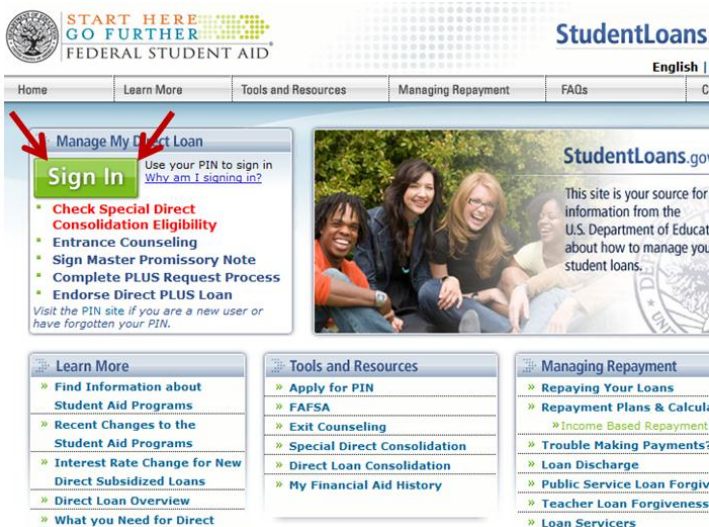 START HERE
GO FURTHER
FEDERAL STUDENT AID
StudentLoans.
English |
Home Learn More Tools and Resources Managing Repayment FAQs C
Manage My Direct Loan
Sign In
Use your PIN to sign in
Why am I signing in?
Check Special Direct
Consolidation Eligibility
Entrance Counseling
Sign Master Promissory
Note
Complete PLUS Request
Process
Endorse Direct PLUS Loan
Visit the PIN site if you are a new user or
have forgotten your PIN.
StudentLoans.gov
This site is your source for
information from the
U.S. Department of Educat
about how to manage you
student loans.
Learn More
» Find Information about
Student Aid Programs
» Recent Changes to the
Student Aid Programs
» Interest Rate Change for New
Direct Subsidized Loans
» Direct Loan Overview
» What you Need for Direct
Tools and Resources
» Apply for PIN
» FAFSA
» Exit Counseling
» Special Direct Consolidation
» Direct Loan Consolidation
» My Financial Aid History
Managing Repayment
» Repaying Your Loans
» Repayment Plans & Calcula
»Income Based Repayment
» Trouble Making Payments?
» Loan Discharge
» Public Service Loan Forgiv
» Teacher Loan Forgiveness
» Loan Servicers